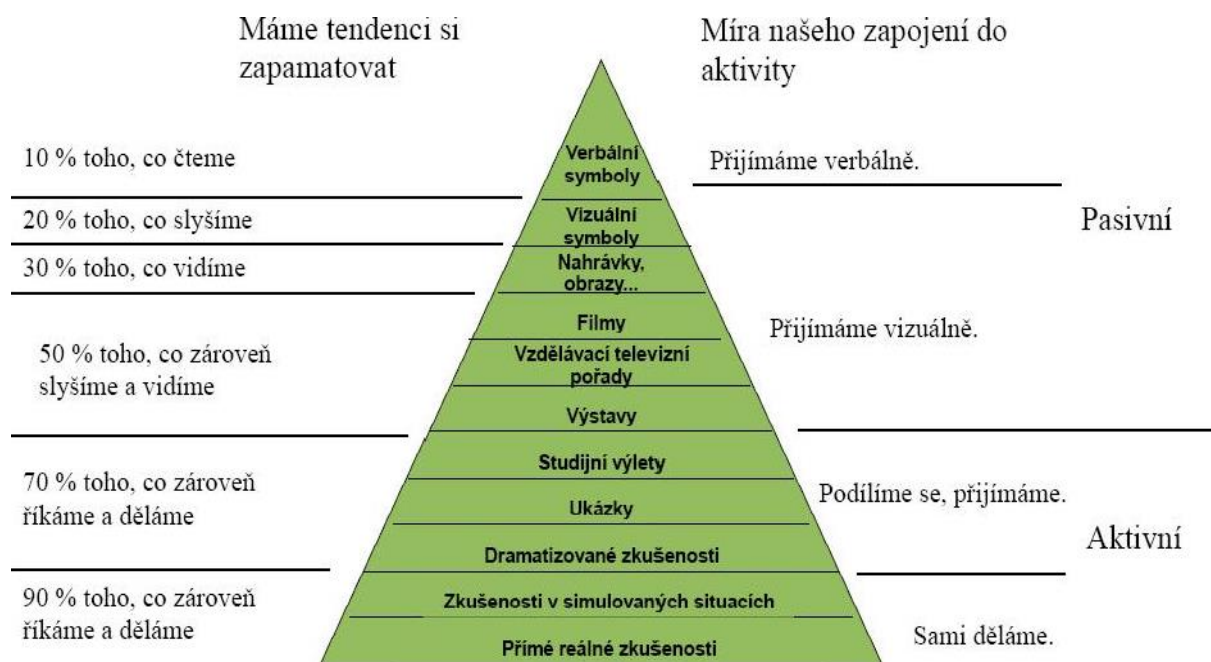 Máme tendenci si
zapamatovat
Míra našeho zapojení do
aktivity
10 % toho, co čteme
Verbální
symboly
Přijímáme verbálně.
20 % toho, co slyšíme
Vizuální
symboly
Pasivní
30 % toho, co vidíme
Nahrávky,
obrazy...
50 % toho, co zároveň
slyšíme a vidíme
Filmy
Vzdělávací televizní
pořady
Výstavy
Přijímáme vizuálně.
70 % toho, co zároveň
říkáme a děláme
Studijní výlety
Ukázky
Dramatizované zkušenosti
Podílíme se, přijímáme.
Aktivní
90 % toho, co zároveň
říkáme a děláme
Zkušenosti v simulovaných situacích
Přímé reálné zkušenosti
Sami děláme.